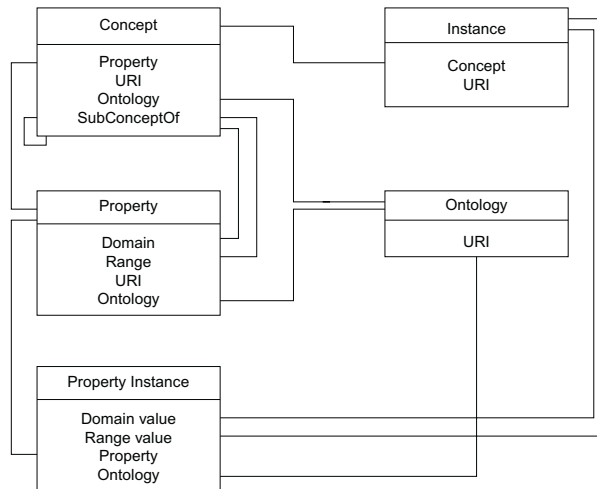 Concept
Property
URI
Ontology
SubConceptOf
Instance
Concept
URI
Property
Domain
Range
URI
Ontology
Ontology
URI
Property Instance
Domain value
Range value
Property
Ontology